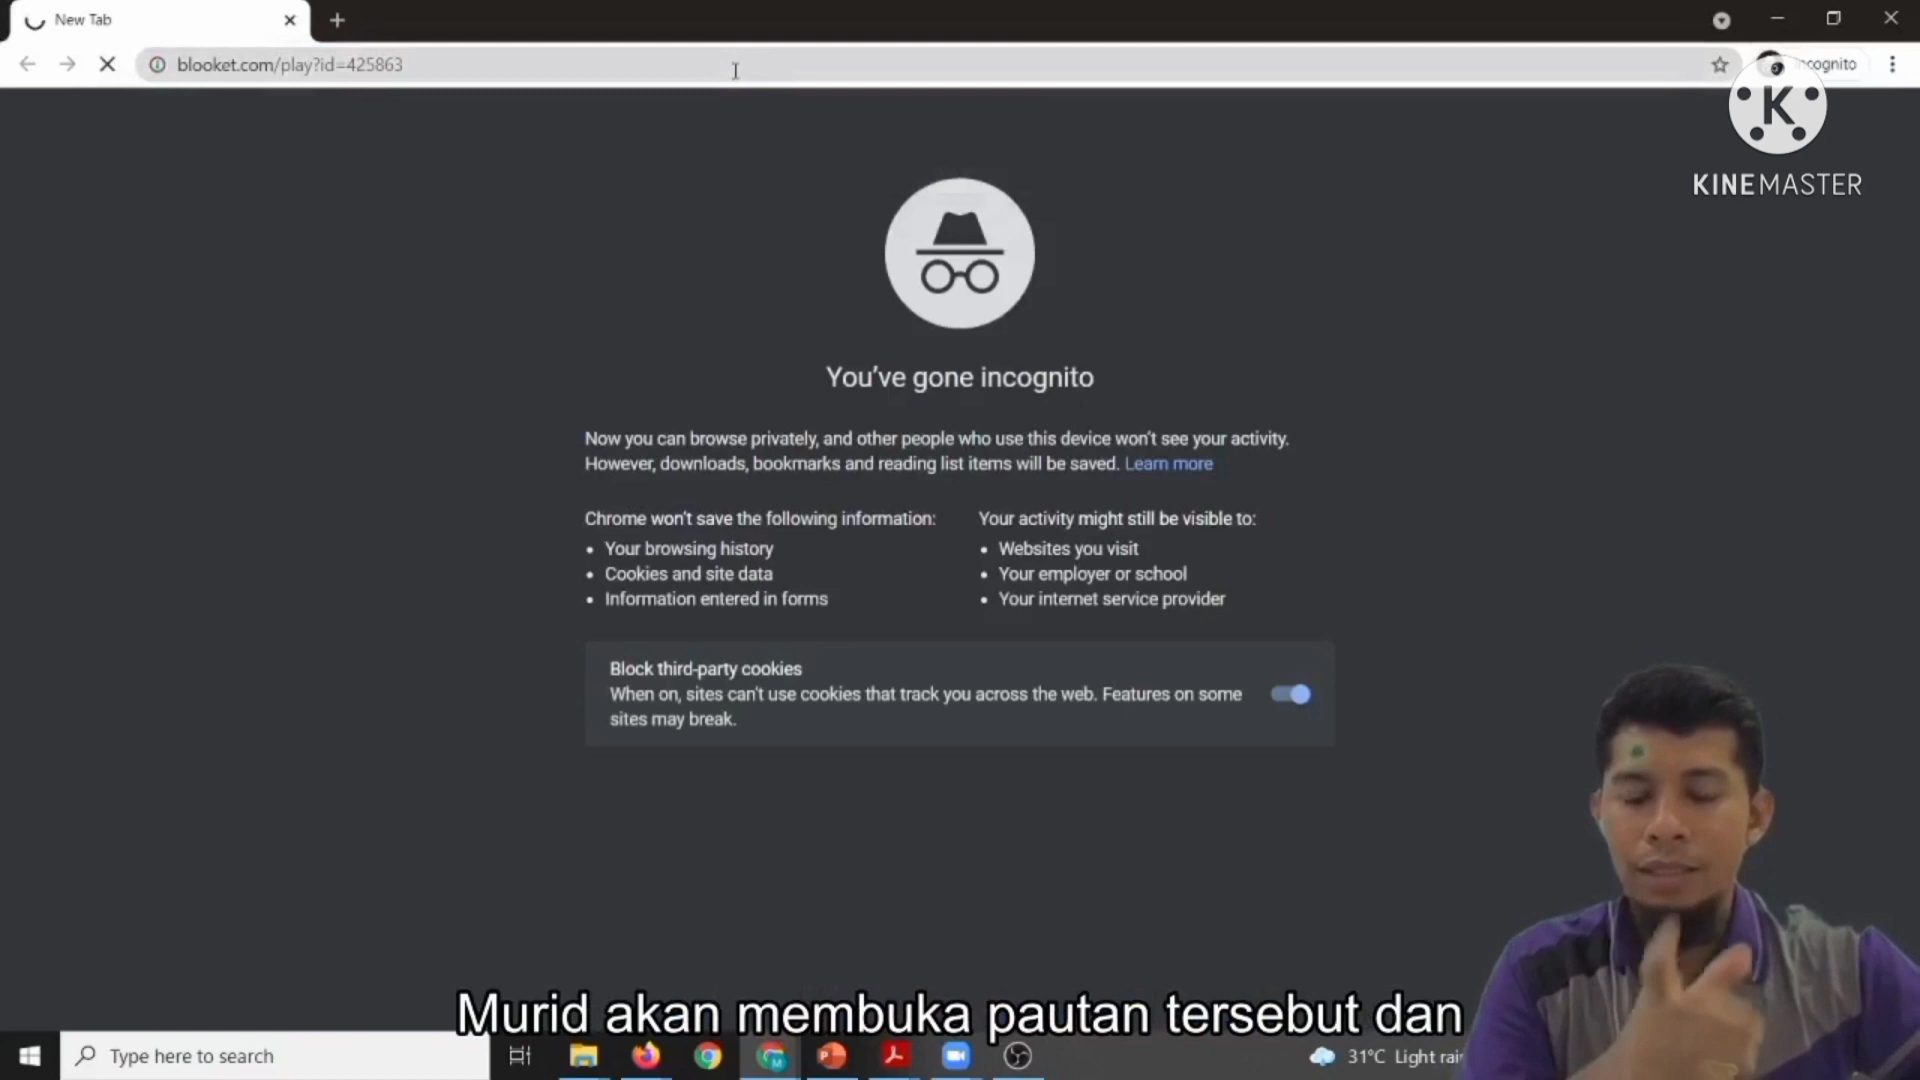 New Tab
blooket.com/play?id=425863
Incognito
K
KINEMASTER
You've gone incognito
Now you can browse privately, and other people who use this device won't see your activity.
However, downloads, bookmarks and reading list items will be saved. Learn more
Chrome won't save the following information:
Your browsing history
Cookies and site data
Information entered in forms
Your activity might still be visible to:
Websites you visit
Your employer or school
Your internet service provider
Block third-party cookies
When on, sites can't use cookies that track you across the web. Features on some
sites may break.
Murid akan membuka pautan tersebut dan
Type here to search
31°C Light rai